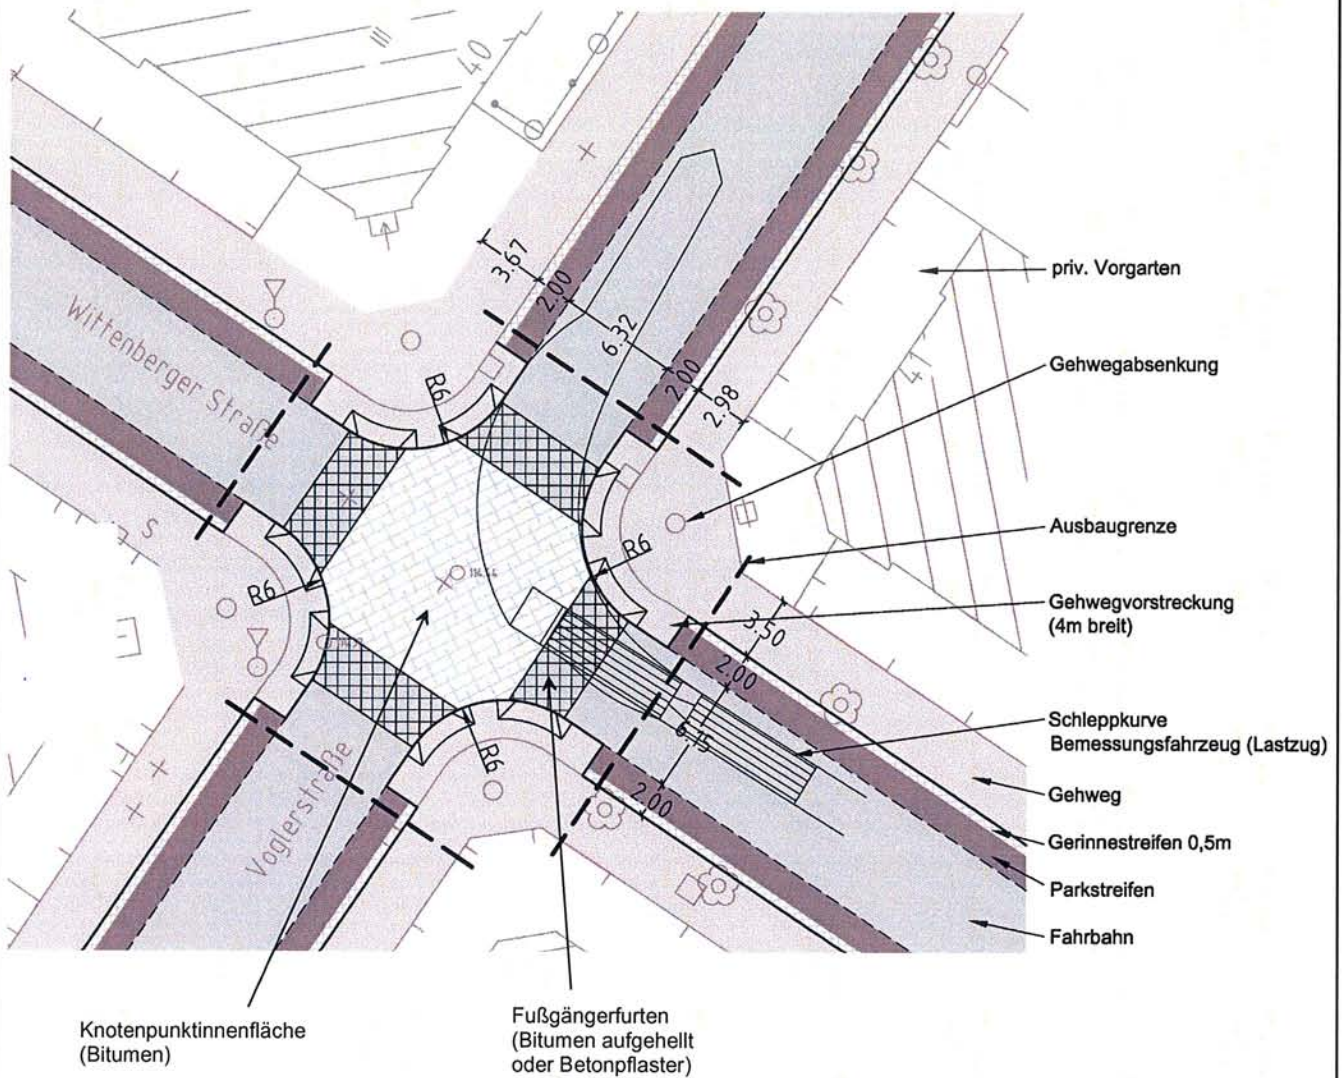 III
40
priv. Vorgarten
3.67
2.00
6.32
2.00
2.98
41
Wittenberger Straße
R6
Gehwegabsenkung
S
R6
Ausbaugrenze
R6
Gehwegvorstreckung
(4m breit)
3.50
2.00
6.15
2.00
Schleppkurve
Bemessungsfahrzeug (Lastzug)
R6
Voglerstraße
Gehweg
Gerinnestreifen 0,5m
Parkstreifen
Fahrbahn
Knotenpunktinnenfläche
(Bitumen)
Fußgängerfurten
(Bitumen aufgehellt
oder Betonpflaster)